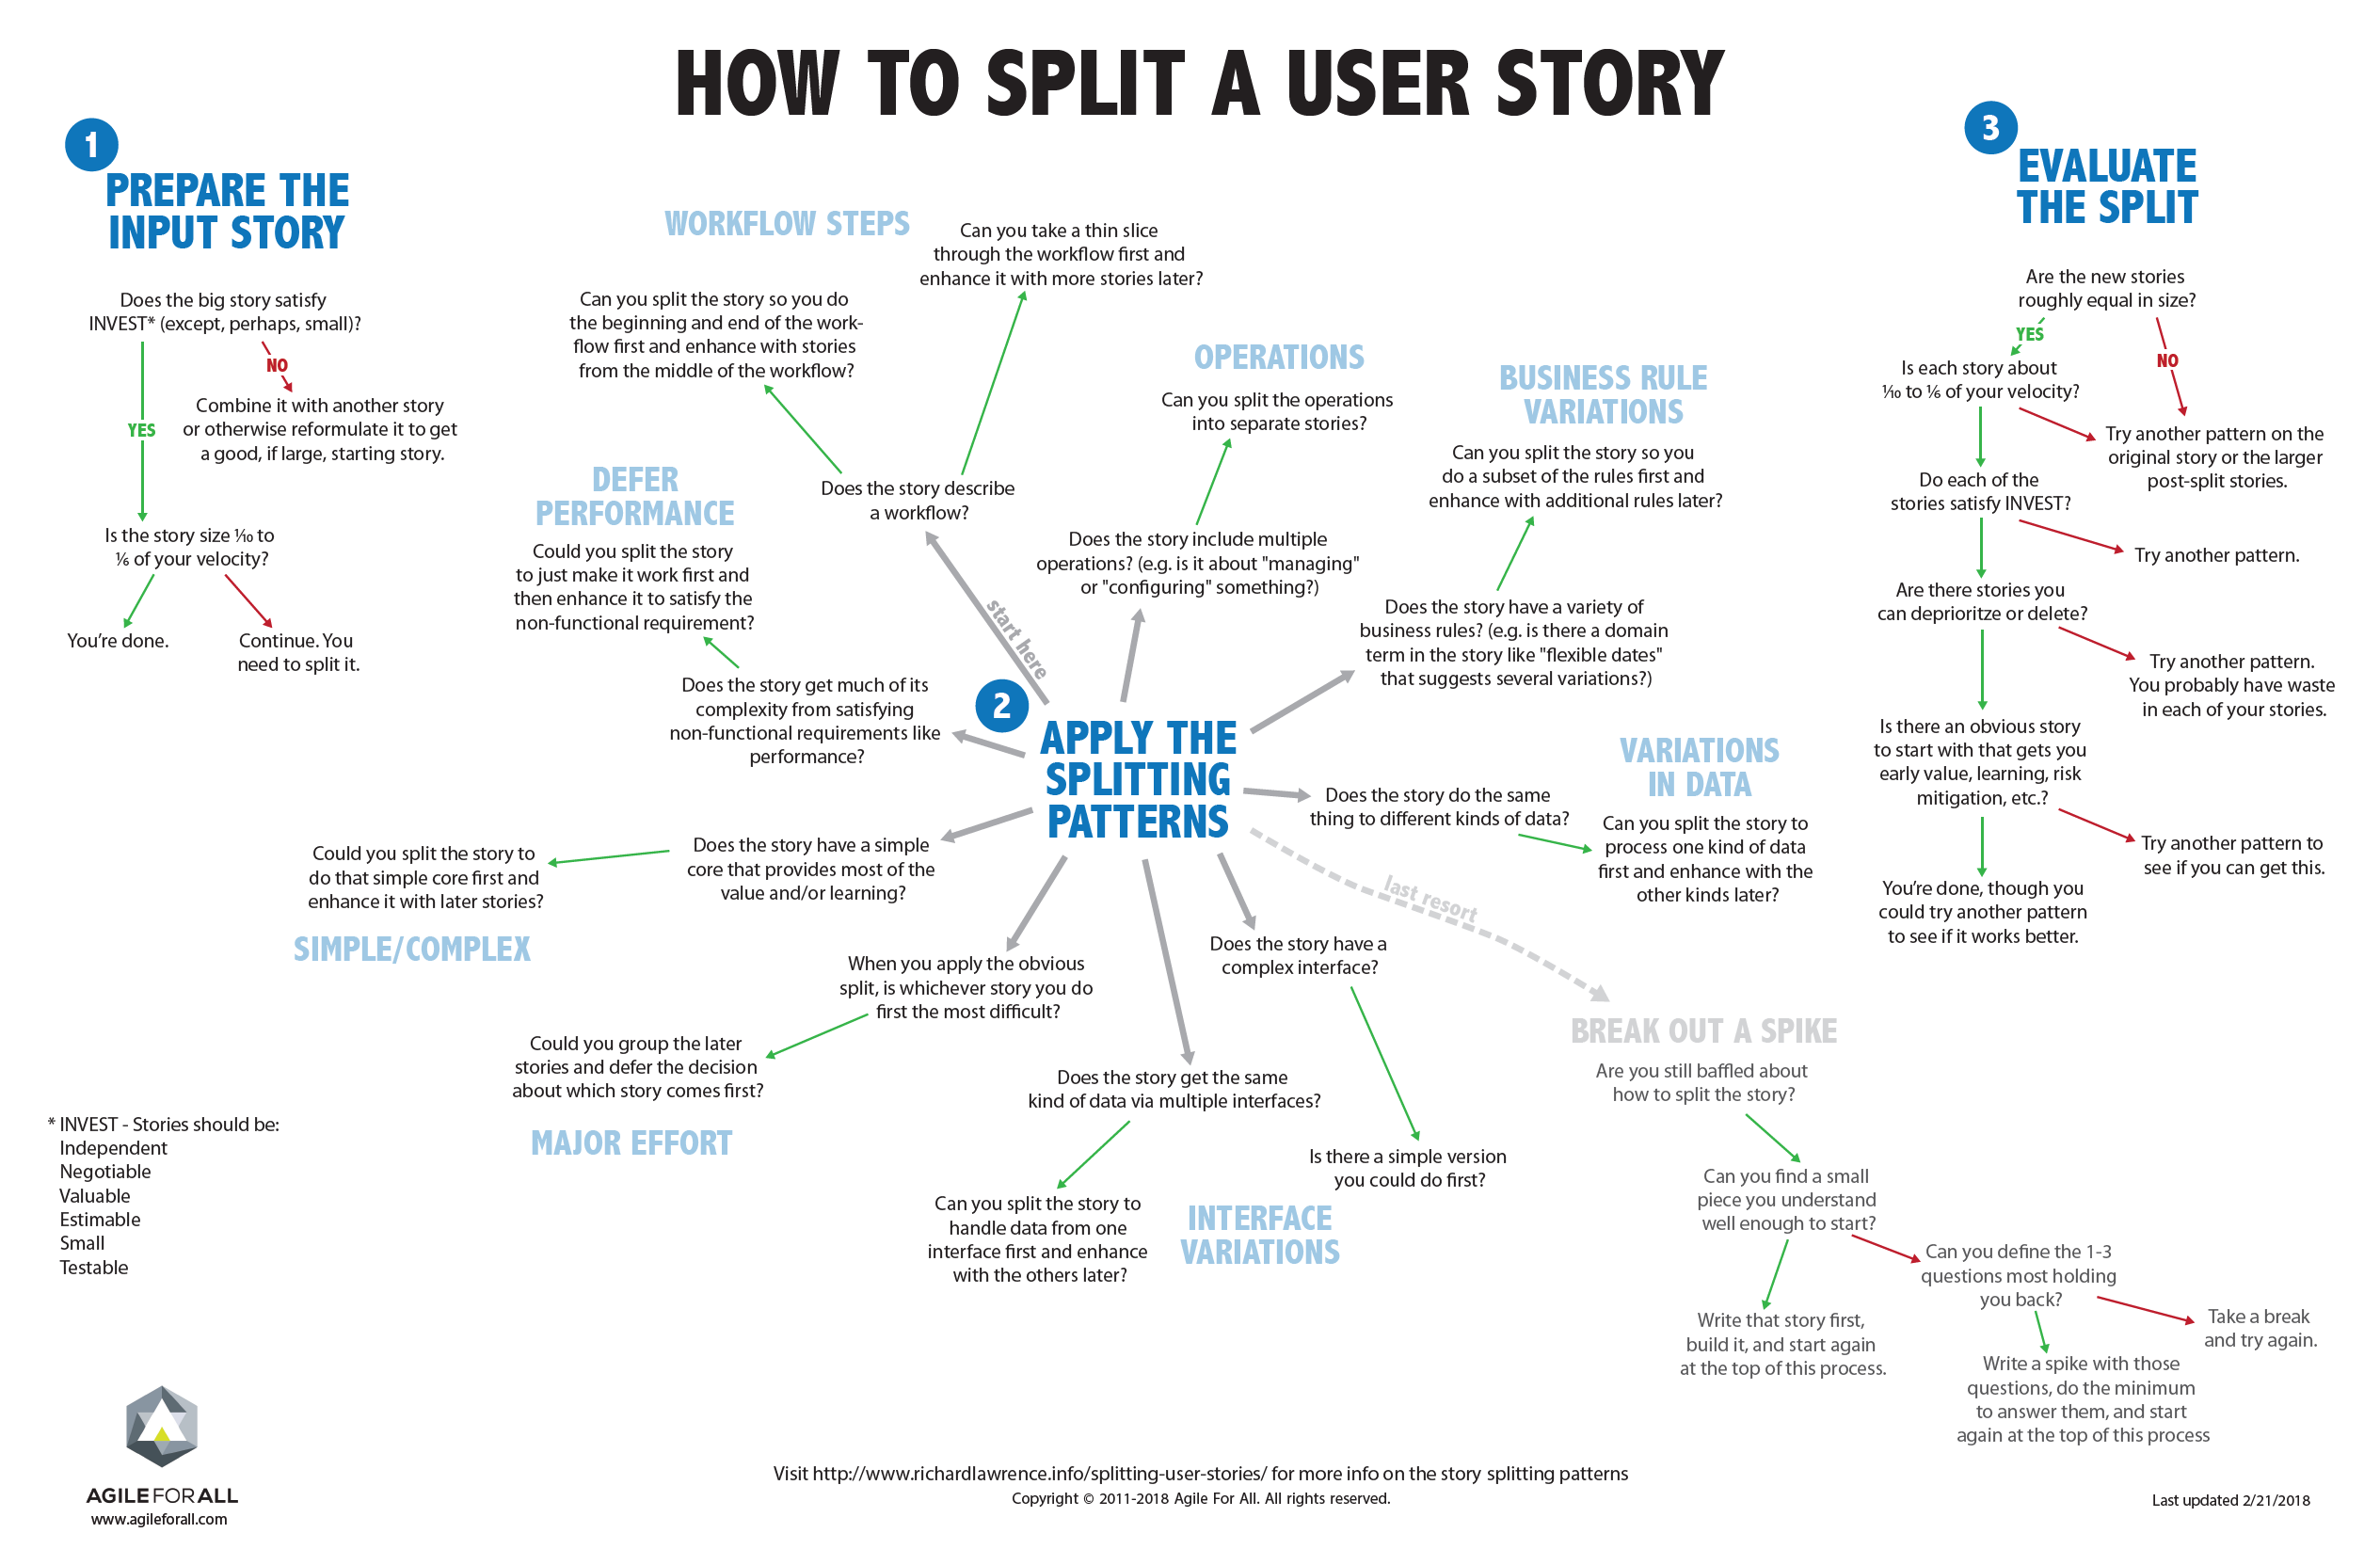 HOW TO SPLIT A USER STORY
1
PREPARE THE
INPUT STORY
Does the big story satisfy
INVEST* (except, perhaps, small)?
YES
NO
Combine it with another story
or otherwise reformulate it to get
a good, if large, starting story.
Is the story size 1⁄10 to
1⁄6 of your velocity?
You’re done.
Continue. You
need to split it.
* INVEST - Stories should be:
Independent
Negotiable
Valuable
Estimable
Small
Testable
2
APPLY THE
SPLITTING
PATTERNS
start here
WORKFLOW STEPS
Does the story describe
a workflow?
Can you split the story so you do
the beginning and end of the work-
flow first and enhance with stories
from the middle of the workflow?
Can you take a thin slice
through the workflow first and
enhance it with more stories later?
OPERATIONS
Can you split the operations
into separate stories?
Does the story include multiple
operations? (e.g. is it about "managing"
or "configuring" something?)
BUSINESS RULE
VARIATIONS
Can you split the story so you
do a subset of the rules first and
enhance with additional rules later?
Does the story have a variety of
business rules? (e.g. is there a domain
term in the story like "flexible dates"
that suggests several variations?)
VARIATIONS
IN DATA
Does the story do the same
thing to different kinds of data?
Can you split the story to
process one kind of data
first and enhance with the
other kinds later?
Does the story have a
complex interface?
Is there a simple version
you could do first?
INTERFACE
VARIATIONS
Does the story get the same
kind of data via multiple interfaces?
Can you split the story to
handle data from one
interface first and enhance
with the others later?
When you apply the obvious
split, is whichever story you do
first the most difficult?
Could you group the later
stories and defer the decision
about which story comes first?
MAJOR EFFORT
Does the story have a simple
core that provides most of the
value and/or learning?
Could you split the story to
do that simple core first and
enhance it with later stories?
SIMPLE/COMPLEX
DEFER
PERFORMANCE
Could you split the story
to just make it work first and
then enhance it to satisfy the
non-functional requirement?
Does the story get much of its
complexity from satisfying
non-functional requirements like
performance?
last resort
BREAK OUT A SPIKE
Are you still baffled about
how to split the story?
Can you find a small
piece you understand
well enough to start?
Write that story first,
build it, and start again
at the top of this process.
Can you define the 1-3
questions most holding
you back?
Take a break
and try again.
Write a spike with those
questions, do the minimum
to answer them, and start
again at the top of this process
3
EVALUATE
THE SPLIT
Are the new stories
roughly equal in size?
YES
NO
Is each story about
1⁄10 to 1⁄6 of your velocity?
Try another pattern on the
original story or the larger
post-split stories.
Do each of the
stories satisfy INVEST?
Try another pattern.
Are there stories you
can deprioritze or delete?
Try another pattern.
You probably have waste
in each of your stories.
Is there an obvious story
to start with that gets you
early value, learning, risk
mitigation, etc.?
Try another pattern to
see if you can get this.
You’re done, though you
could try another pattern
to see if it works better.
AGILE FOR ALL
www.agileforall.com
Visit http://www.richardlawrence.info/splitting-user-stories/ for more info on the story splitting patterns
Copyright © 2011-2018 Agile For All. All rights reserved.
Last updated 2/21/2018